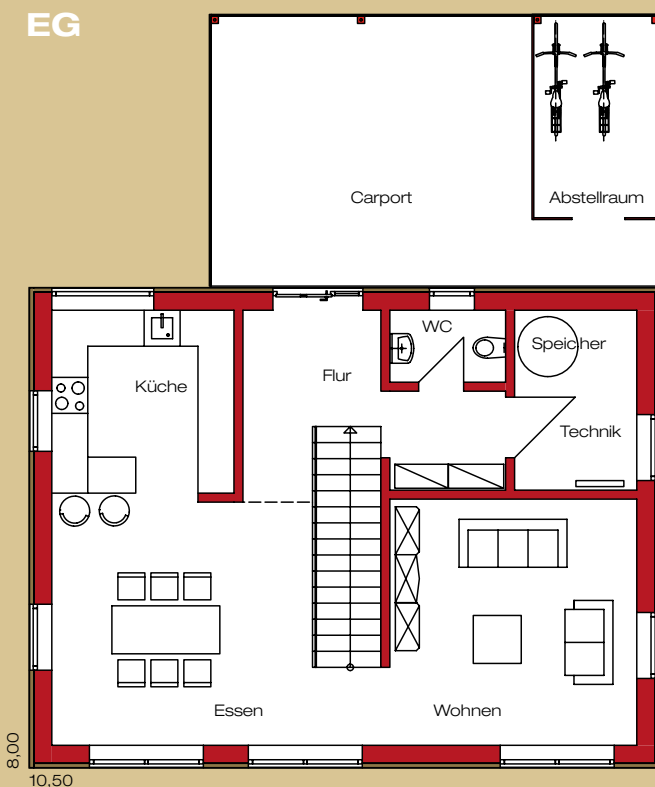 EG
Carport
Abstellraum
WC
Speicher
Flur
Küche
Technik
Essen
Wohnen
8,00
10,50